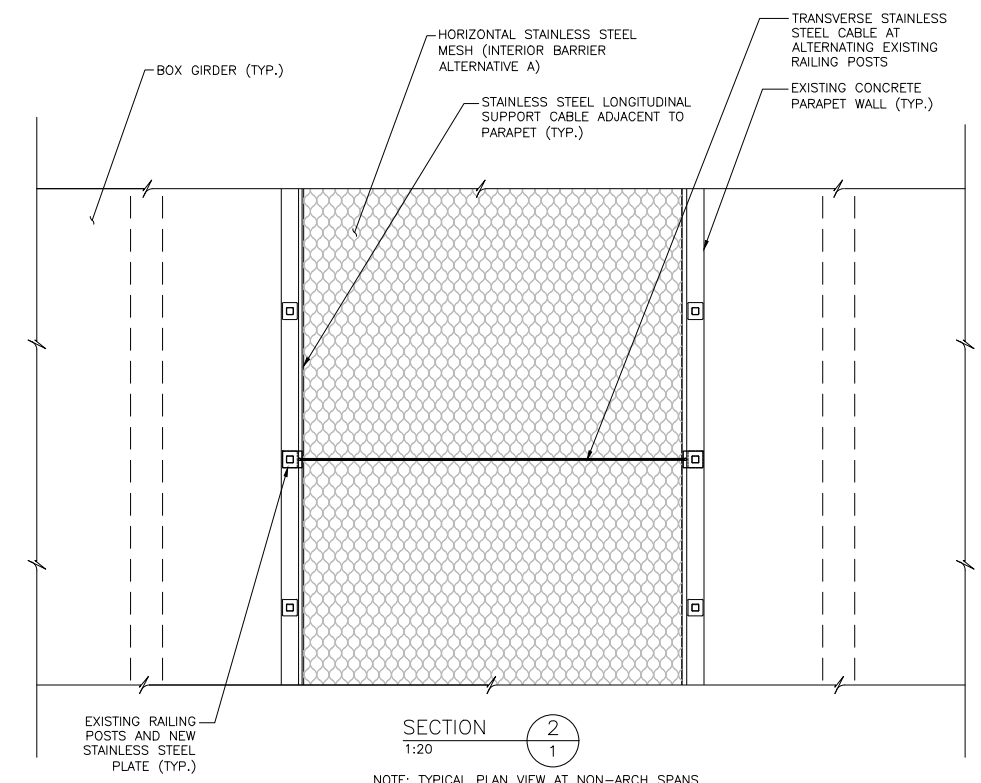 TRANSVERSE STAINLESS
STEEL CABLE AT
ALTERNATING EXISTING
RAILING POSTS
HORIZONTAL STAINLESS STEEL
MESH (INTERIOR BARRIER
ALTERNATIVE A)
BOX GIRDER (TYP.)
EXISTING CONCRETE
PARAPET WALL (TYP.)
STAINLESS STEEL LONGITUDINAL
SUPPORT CABLE ADJACENT TO
PARAPET (TYP.)
EXISTING RAILING
POSTS AND NEW
STAINLESS STEEL
PLATE (TYP.)
SECTION
1:20
2
1
NOTE: TYPICAL PLAN VIEW AT NON-ARCH SPANS